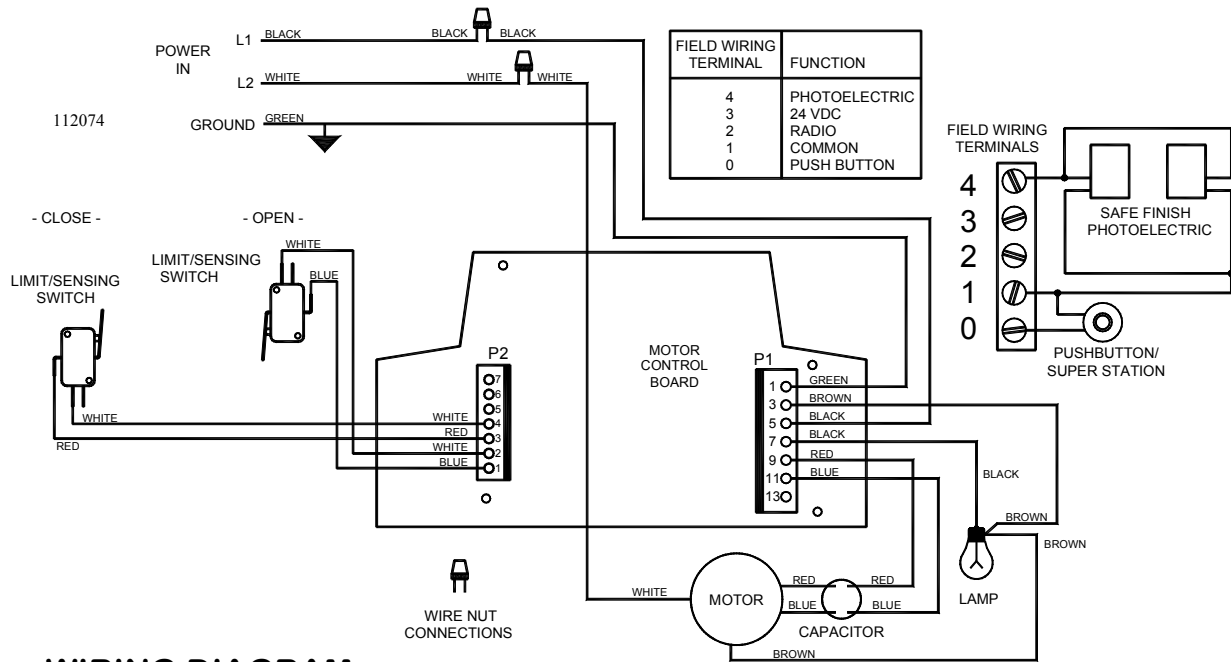 POWER
IN
L1 BLACK BLACK BLACK
L2 WHITE WHITE WHITE
112074
GROUND GREEN
FIELD WIRING
TERMINAL FUNCTION
4 PHOTOELECTRIC
3 24 VDC
2 RADIO
1 COMMON
0 PUSH BUTTON
FIELD WIRING
TERMINALS
4
3
2
1
0
SAFE FINISH
PHOTOELECTRIC
PUSHBUTTON/
SUPER STATION
- CLOSE -
LIMIT/SENSING
SWITCH
WHITE
RED
- OPEN -
LIMIT/SENSING
SWITCH
WHITE
BLUE
P2
7
6
5
WHITE 4
RED 3
WHITE 2
BLUE 1
MOTOR
CONTROL
BOARD
P1
1 GREEN
3 BROWN
5 BLACK
7 BLACK
9 RED
11 BLUE
13
BLACK
BROWN
BROWN
LAMP
WIRE NUT
CONNECTIONS
WHITE
MOTOR
RED RED
BLUE BLUE
CAPACITOR
BROWN
WIRING DIAGRAM